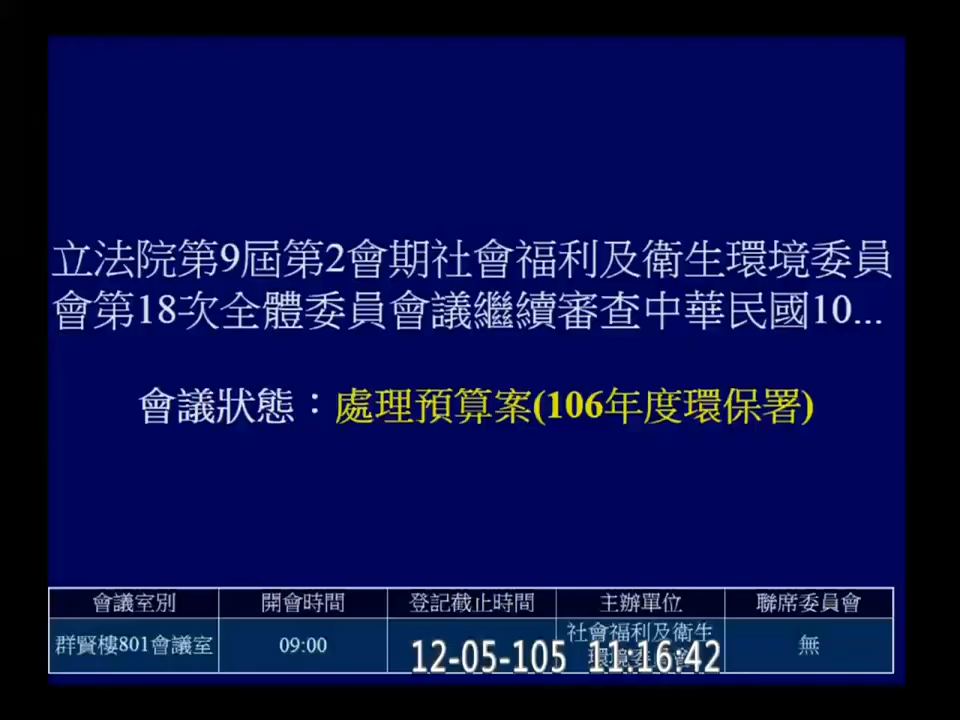 立法院第9屆第2會期社會福利及衛生環境委員
會第18次全體委員會議繼續審查中華民國10...
會議狀態：處理預算案(106年度環保署)
會議室別 開會時間 登記截止時間 主辦單位 聯席委員會
群賢樓801會議室 09:00 社會福利及衛生 無
環境委員會
12-05-105 11:16:42